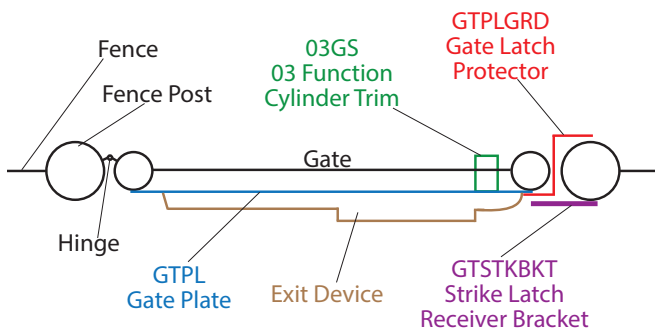 Fence
Fence Post
03GS
03 Function
Cylinder Trim
GTPLGRD
Gate Latch
Protector
Gate
Hinge
GTPL
Gate Plate
Exit Device
GTSTKBKT
Strike Latch
Receiver Bracket